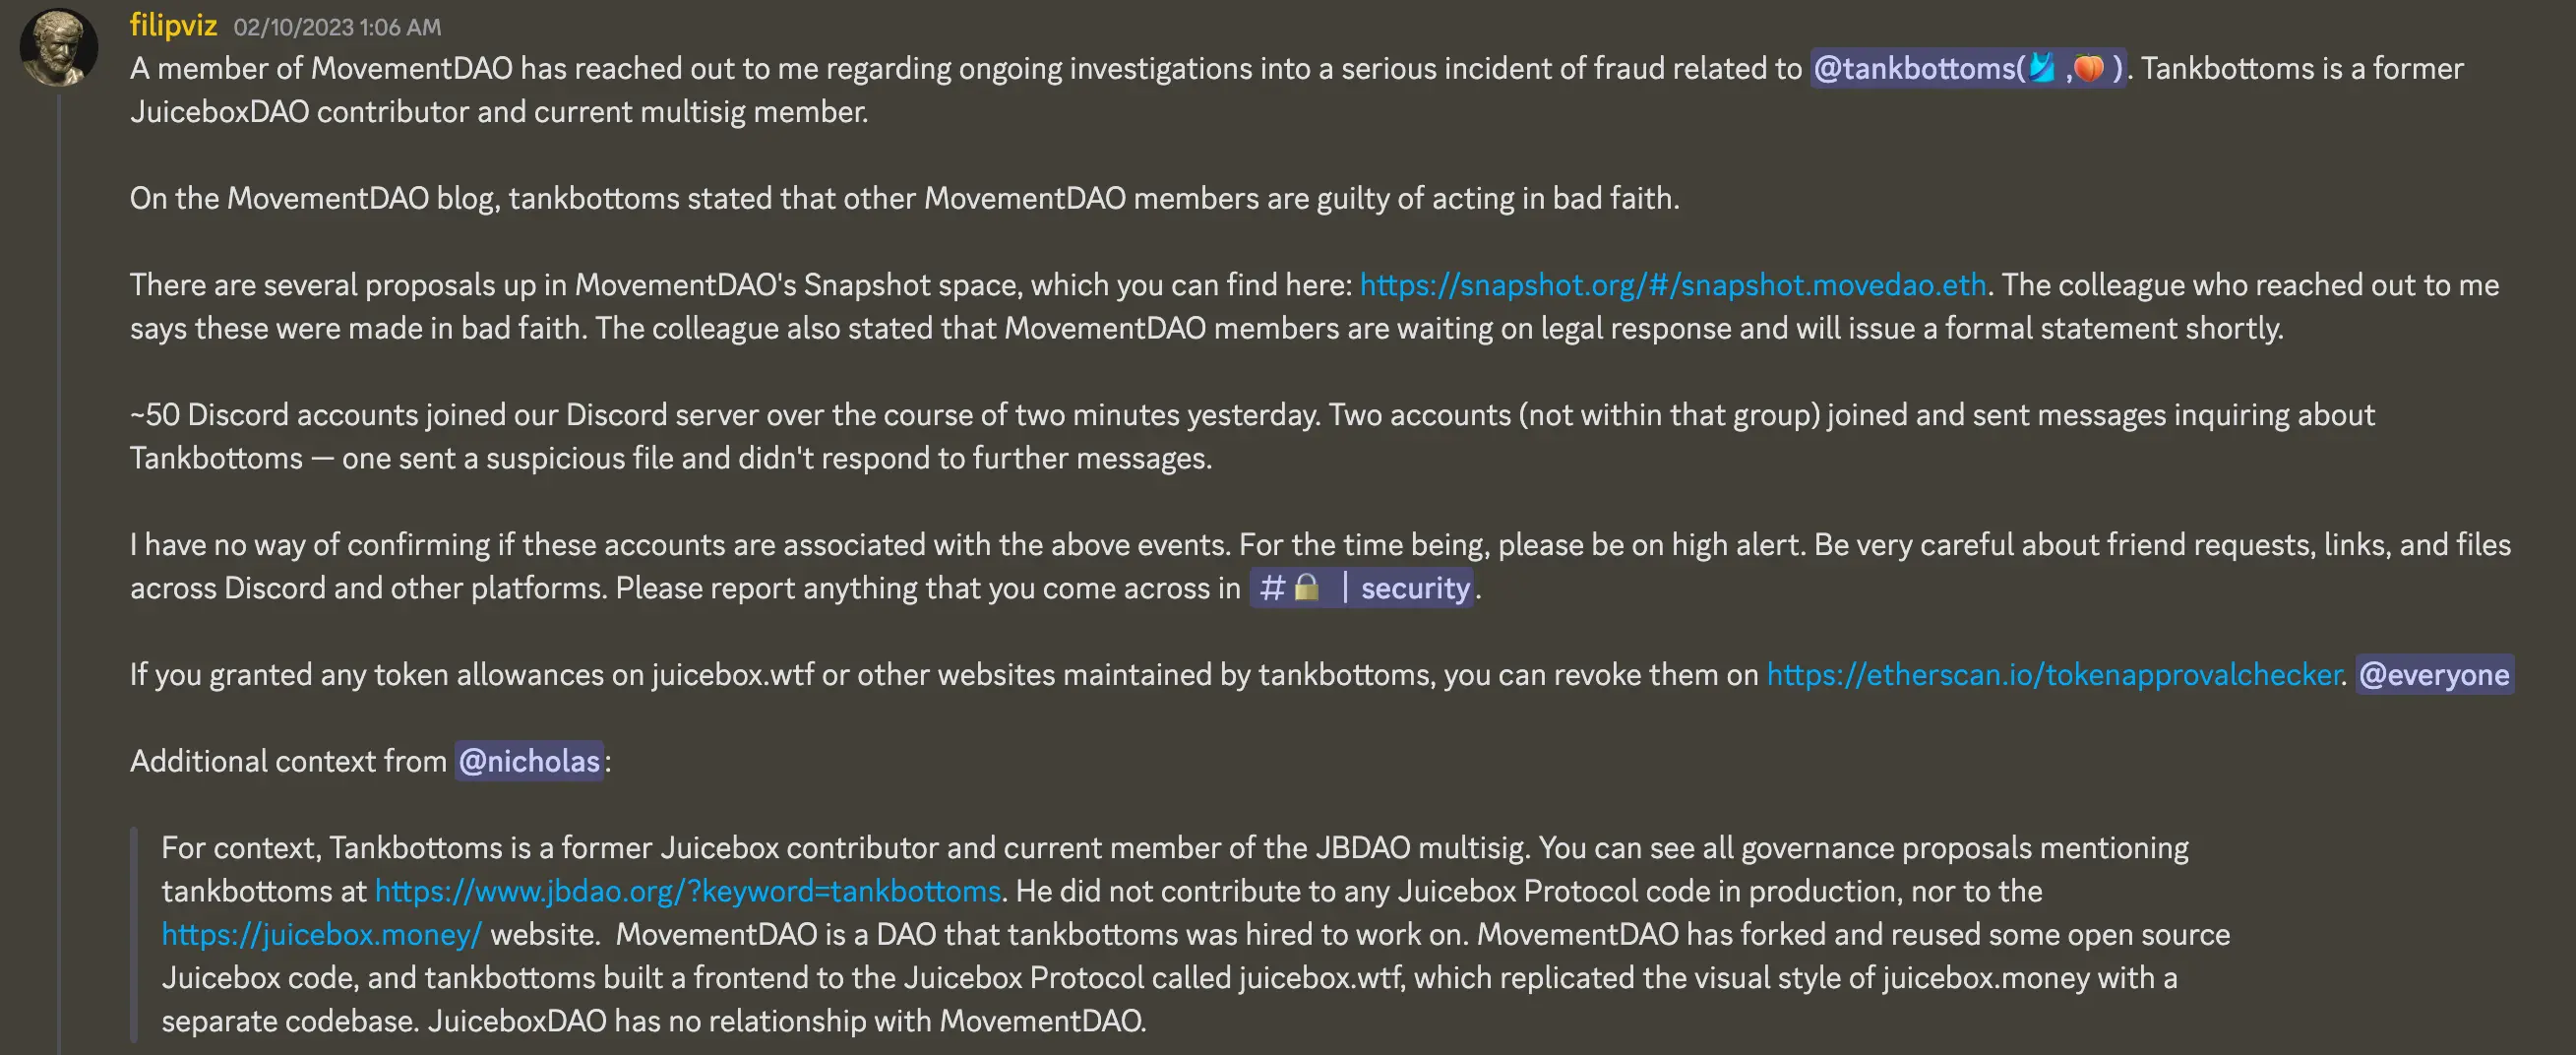 filipviz 02/10/2023 1:06 AM
A member of MovementDAO has reached out to me regarding ongoing investigations into a serious incident of fraud related to @tankbottoms(🩱,🍑). Tankbottoms is a former
JuiceboxDAO contributor and current multisig member.
On the MovementDAO blog, tankbottoms stated that other MovementDAO members are guilty of acting in bad faith.
There are several proposals up in MovementDAO's Snapshot space, which you can find here: https://snapshot.org/#/snapshot.movedao.eth. The colleague who reached out to me
says these were made in bad faith. The colleague also stated that MovementDAO members are waiting on legal response and will issue a formal statement shortly.
~50 Discord accounts joined our Discord server over the course of two minutes yesterday. Two accounts (not within that group) joined and sent messages inquiring about
Tankbottoms — one sent a suspicious file and didn't respond to further messages.
I have no way of confirming if these accounts are associated with the above events. For the time being, please be on high alert. Be very careful about friend requests, links, and files
across Discord and other platforms. Please report anything that you come across in #🔒 | security.
If you granted any token allowances on juicebox.wtf or other websites maintained by tankbottoms, you can revoke them on https://etherscan.io/tokenapprovalchecker. @everyone
Additional context from @nicholas:
For context, Tankbottoms is a former Juicebox contributor and current member of the JBDAO multisig. You can see all governance proposals mentioning
tankbottoms at https://www.jbdao.org/?keyword=tankbottoms. He did not contribute to any Juicebox Protocol code in production, nor to the
https://juicebox.money/ website.  MovementDAO is a DAO that tankbottoms was hired to work on. MovementDAO has forked and reused some open source
Juicebox code, and tankbottoms built a frontend to the Juicebox Protocol called juicebox.wtf, which replicated the visual style of juicebox.money with a
separate codebase. JuiceboxDAO has no relationship with MovementDAO.